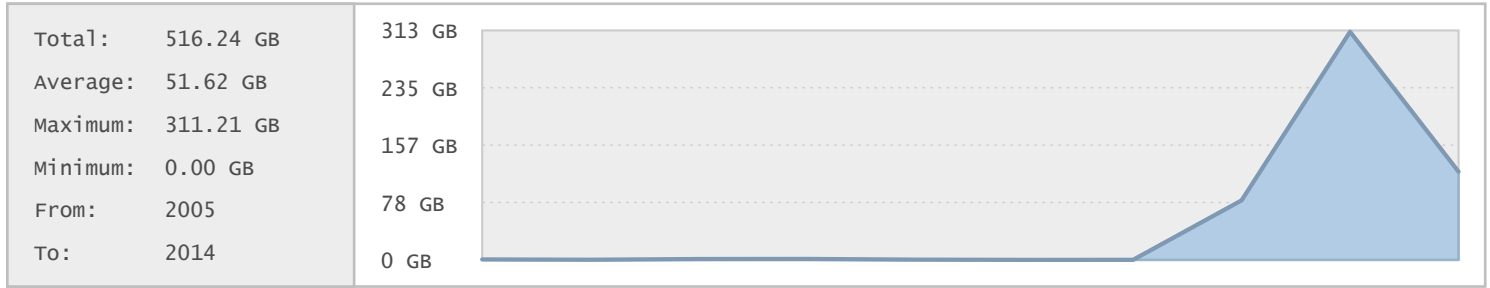 Total: 516.24 GB
Average: 51.62 GB
Maximum: 311.21 GB
Minimum: 0.00 GB
From: 2005
To: 2014
313 GB
235 GB
157 GB
78 GB
0 GB